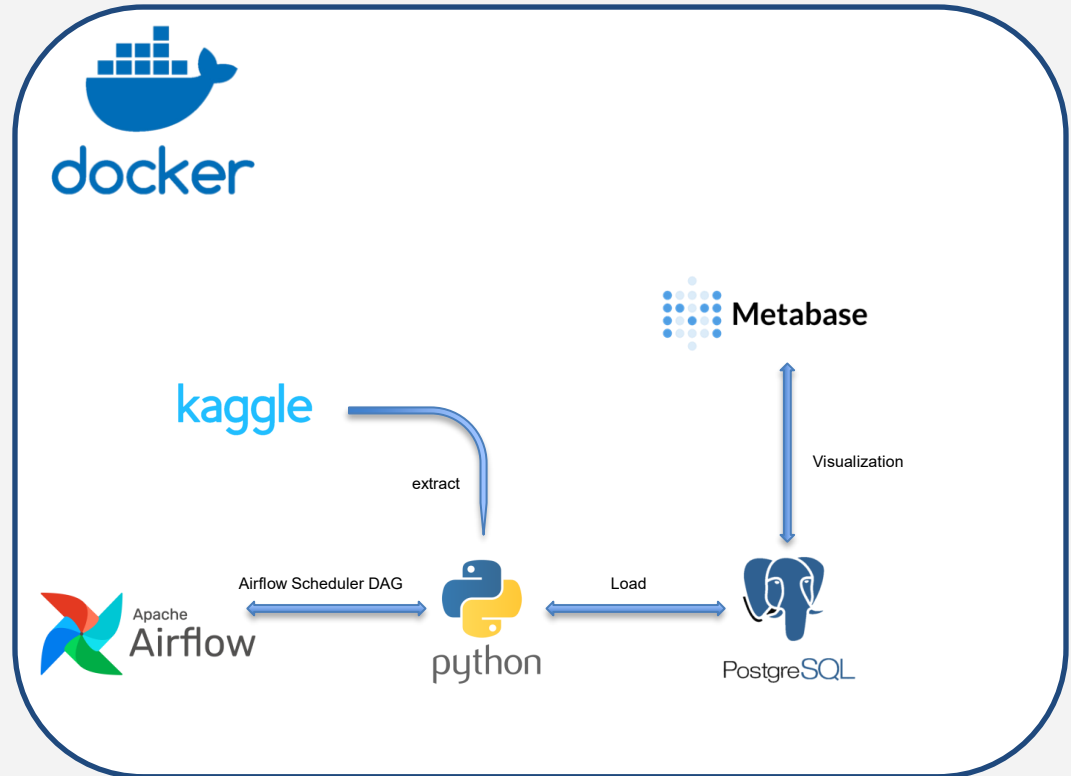 docker
Metabase
kaggle
Visualization
extract
Airflow Scheduler DAG
Load
Apache
Airflow
python
PostgreSQL